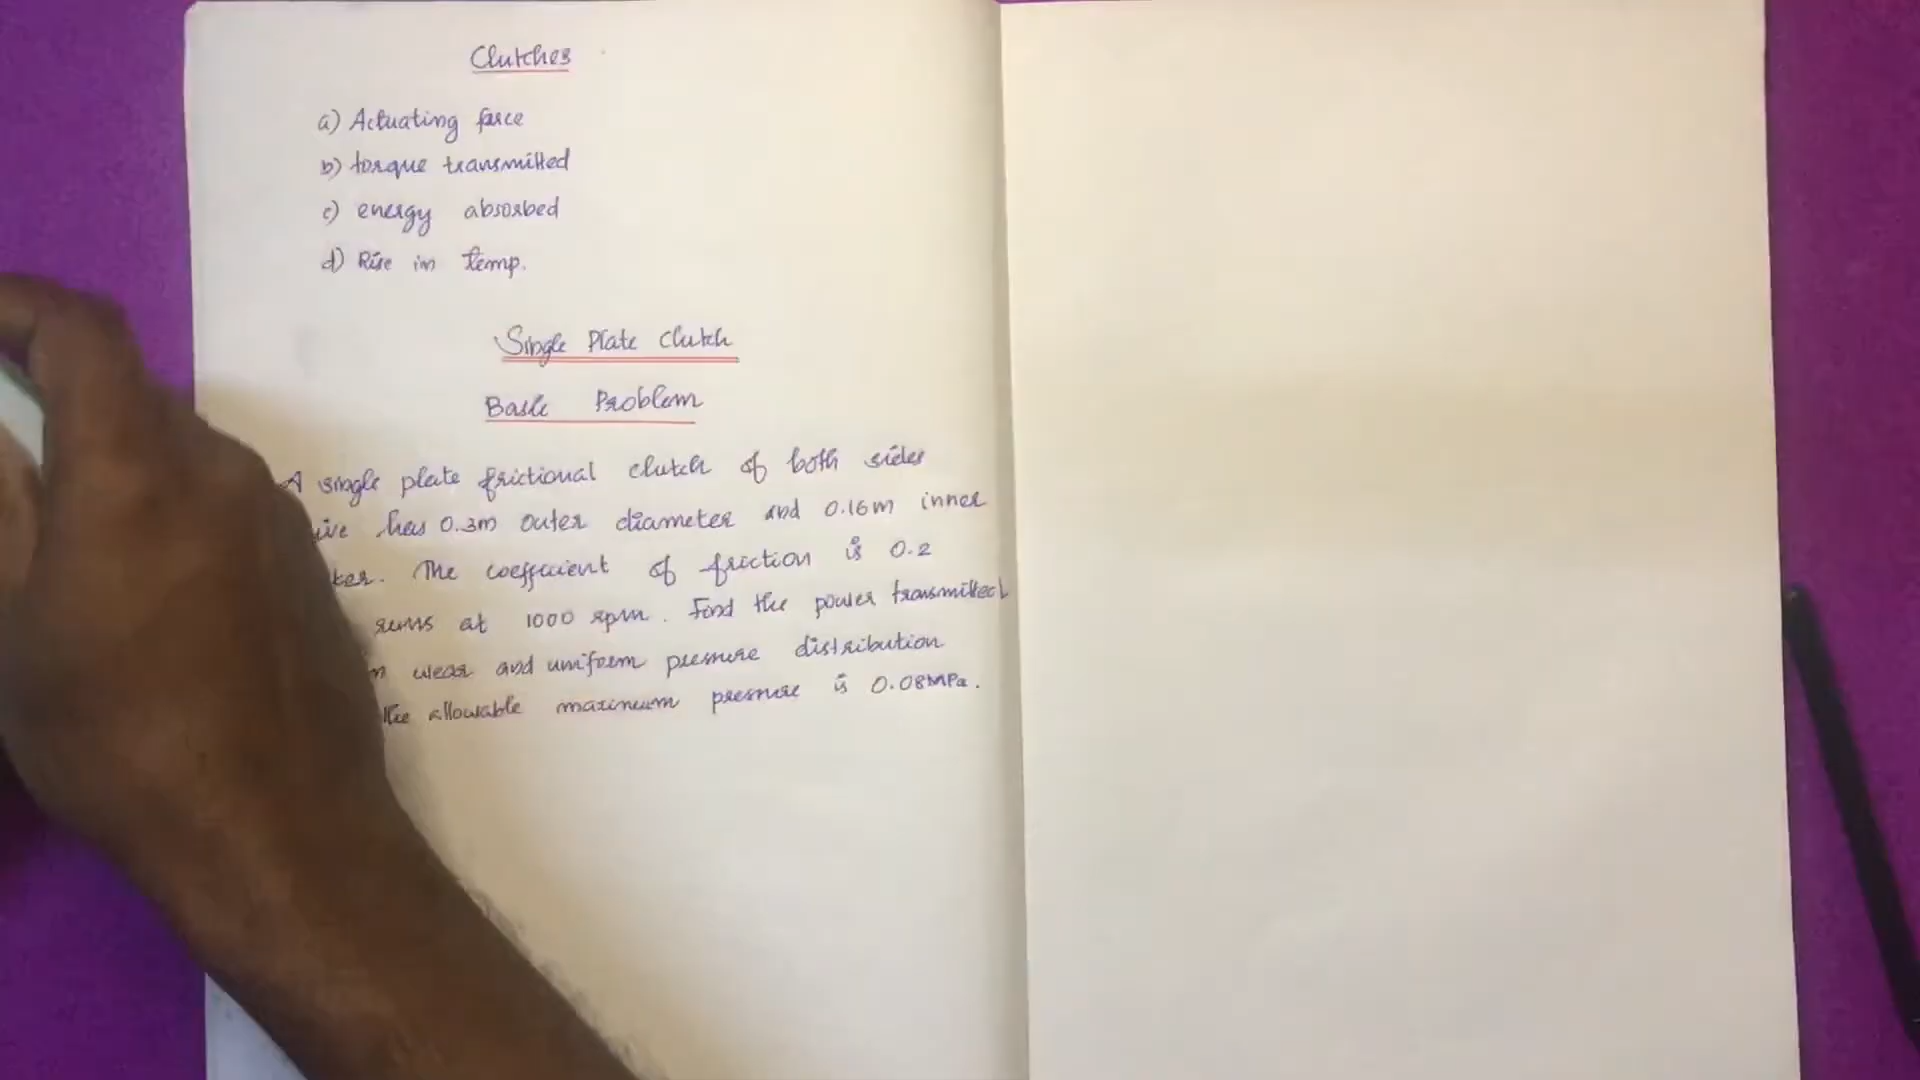 Clutches
a) Actuating force
b) torque transmitted
c) energy absorbed
d) Rise in temp.
Single Plate Clutch
Basic Problem
A single plate frictional clutch of both sides
has 0.3m outer diameter and 0.16m inner
The coefficient of friction is 0.2
runs at 1000 rpm. Find the power transmitted
wear and uniform pressure distribution
the allowable maximum pressure is 0.08MPa.